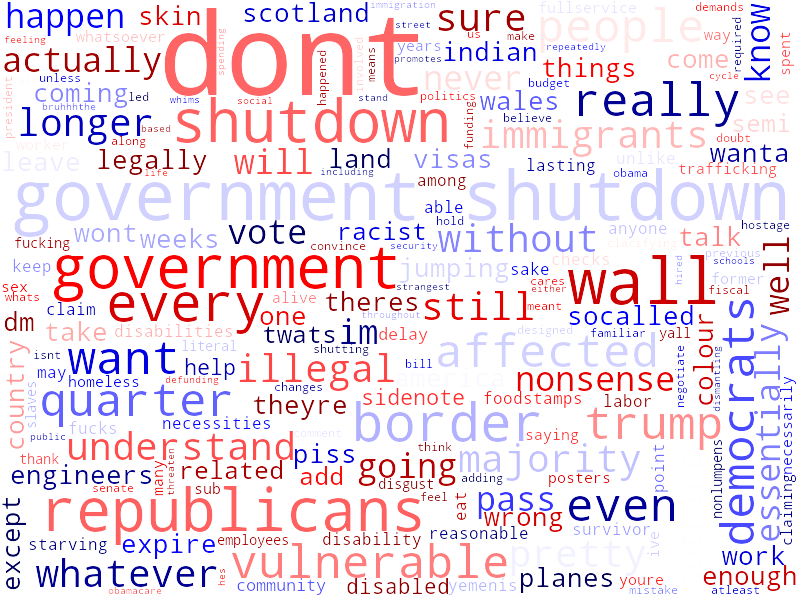 happen skin scotland immigration fullservice demands
feeling whatsoever dont street us make people way required know spent
actually spending happened means involved years promotes sure indian repeatedly come
president unless coming led whims social stand politics never things budget cycle see
bruhhhthe longer based shutdown funding wales believe really semi
worker along immigrants doubt
leave legally life will including land visas lasting unlike obama trafficking wanta
government shutdown among
able hold
wont weeks vote racist without anyone talk hostage
fucking convince security clarifying previous schools
keep government jumping sake checks hired former well
sex whats claim strangest cares either wall fiscal
every alive theres still meant socalled
dm one throughout designed familiar yall
take disabilities twats im delay affected negotiate colour democrats essentially
country isnt literal shutting
want help illegal bill nonsense dismantling
may homeless defunding changes sidenote foodstamps labor
slaves quarter theyre border trump
fucks necessities comment saying
public understand piss think majority point claiming necessarily
thank many threaten related add going adding posters nonlumpens
engineers senate sub disgust feel eat pass even
except republicans wrong survivor ive
starving expire employees disability reasonable pretty work
whatever hes vulnerable planes youre enough
obamacare community disabled yemenis mistake atleast